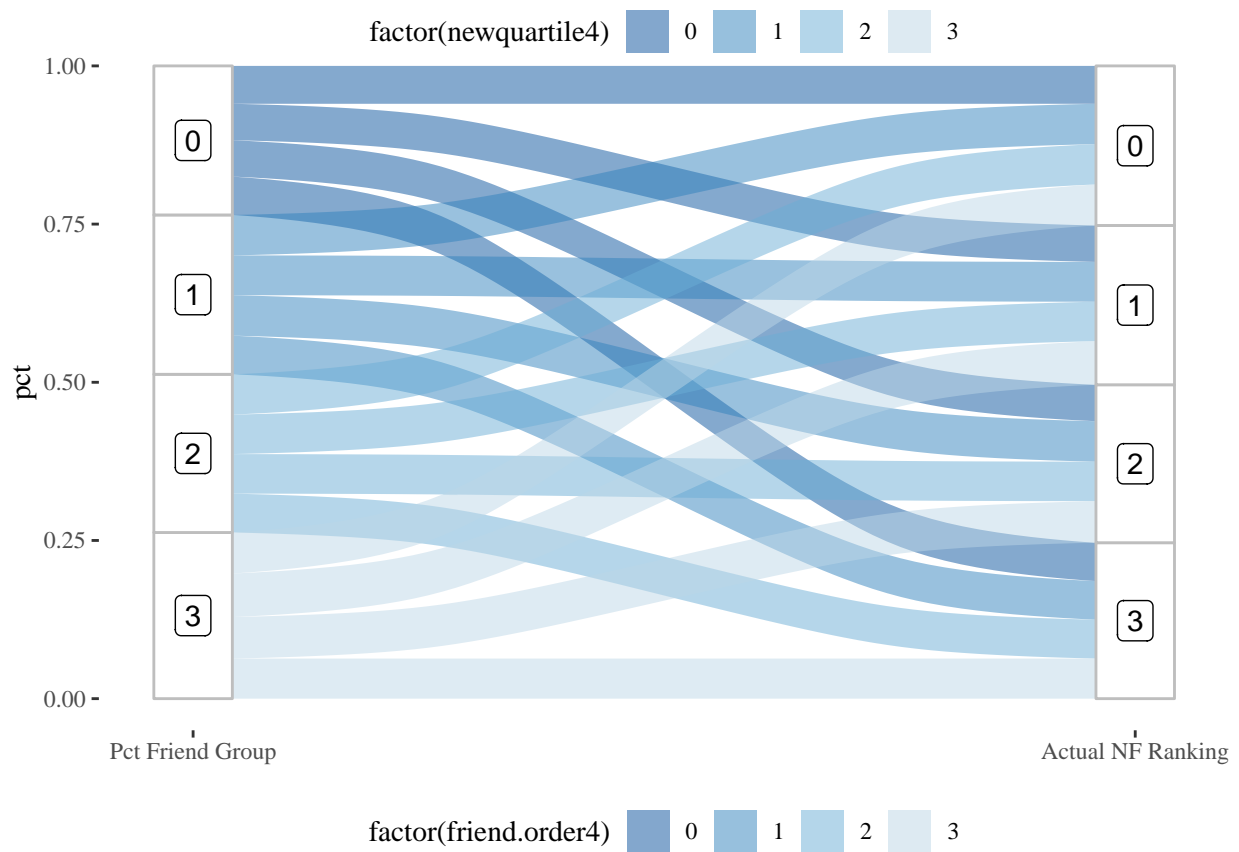 factor(newquartile4) 0 1 2 3
1.00
0.75
0.50
0.25
0.00
pct
0
1
2
3
0
1
2
3
Pct Friend Group
Actual NF Ranking
factor(friend.order4) 0 1 2 3